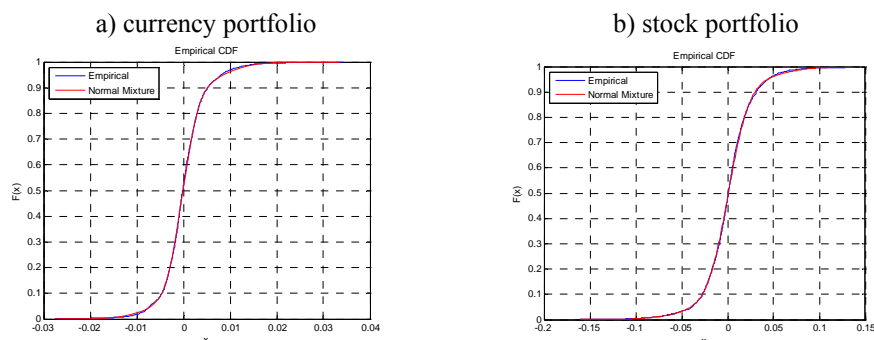 a) currency portfolio
b) stock portfolio
Empirical CDF
Empirical
Normal Mixture
F(x)
1
0.9
0.8
0.7
0.6
0.5
0.4
0.3
0.2
0.1
0
-0.03 -0.02 -0.01 0 0.01 0.02 0.03 0.04
Empirical CDF
Empirical
Normal Mixture
F(x)
1
0.9
0.8
0.7
0.6
0.5
0.4
0.3
0.2
0.1
0
-0.2 -0.15 -0.1 -0.05 0 0.05 0.1 0.15